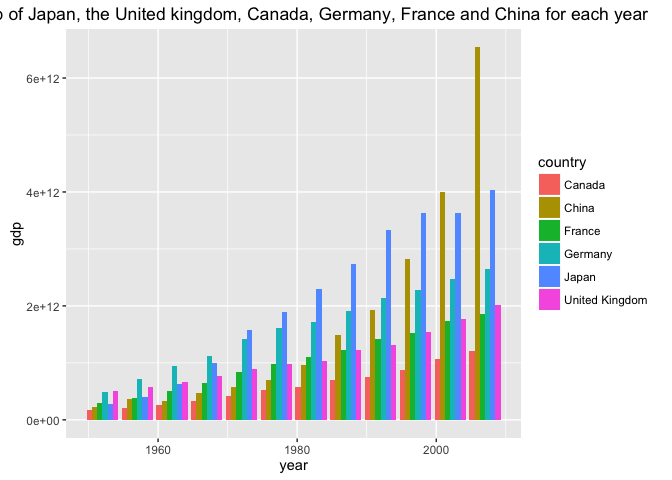 o of Japan, the United kingdom, Canada, Germany, France and China for each year
6e+12
4e+12
2e+12
0e+00
gdp
1960
1980
2000
year
country
Canada
China
France
Germany
Japan
United Kingdom